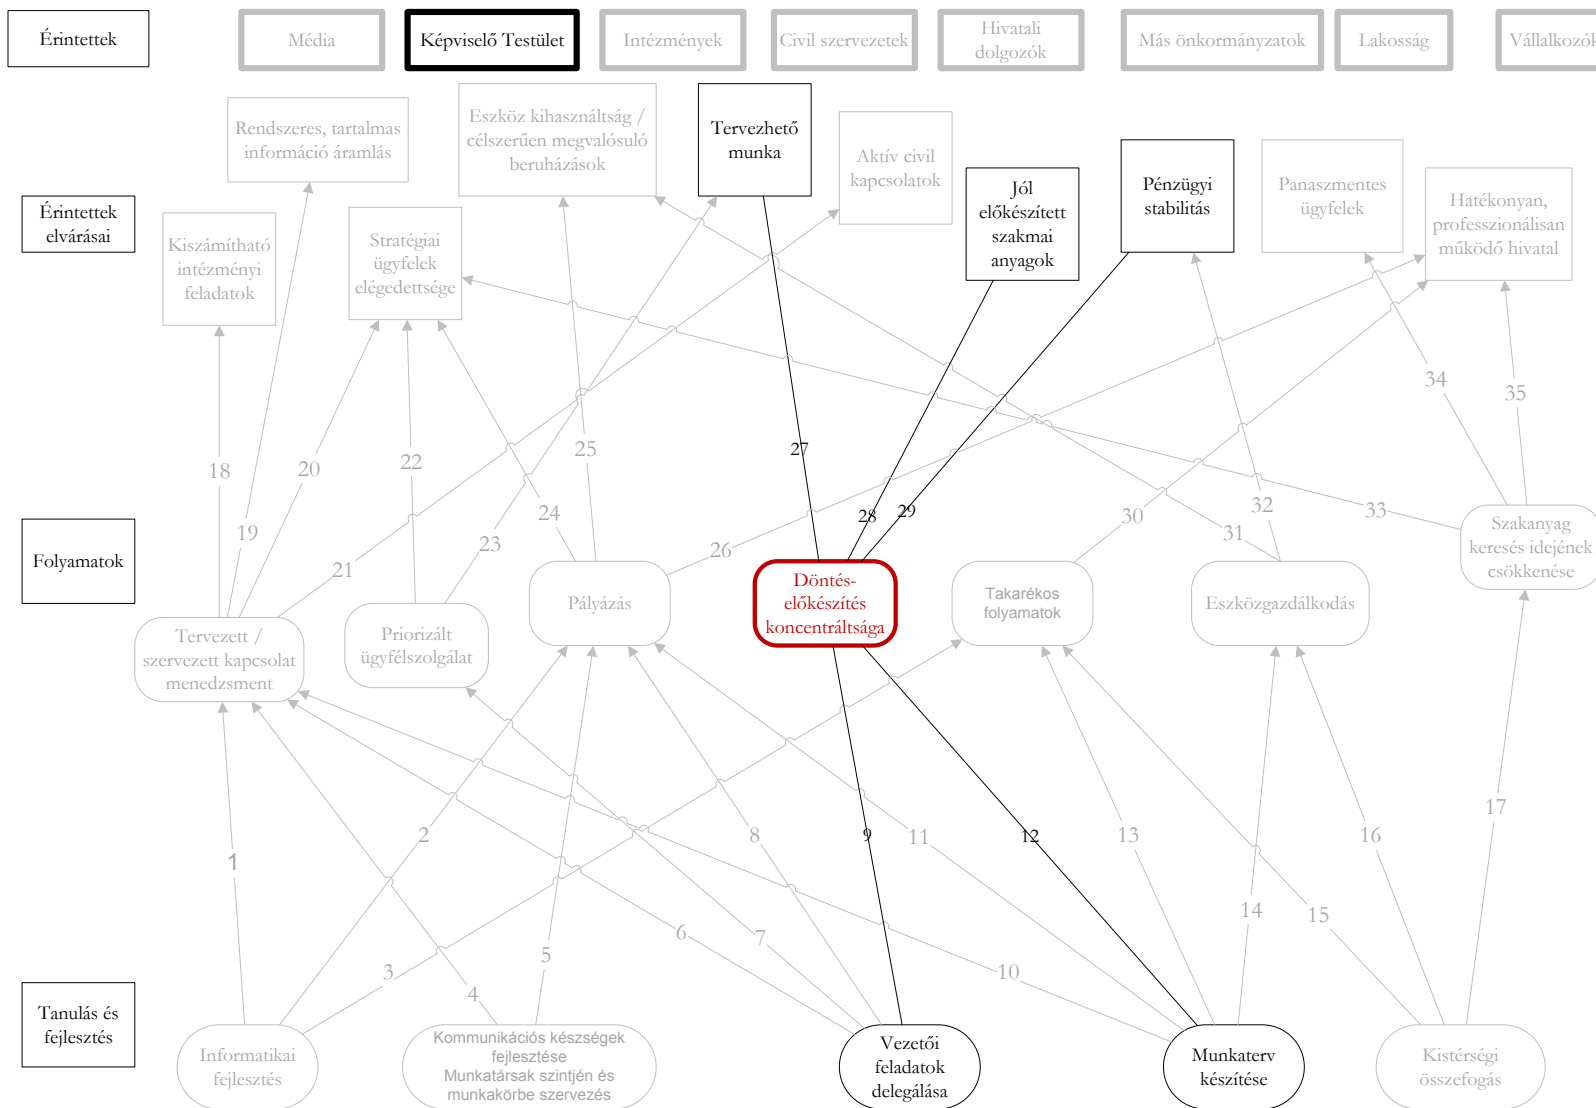 Érintettek
Média
Képviselő Testület
Intézmények
Civil szervezetek
Hivatali
dolgozók
Más önkormányzatok
Lakosság
Vállalkozók
Érintettek
elvárásai
Rendszeres, tartalmas
információ áramlás
Eszköz kihasználtság /
célszerűen megvalósuló
beruházások
Tervezhető
munka
Aktív civil
kapcsolatok
Jól
előkészített
szakmai
anyagok
Pénzügyi
stabilitás
Panaszmentes
ügyfelek
Hatékonyan,
professzionálisan
működő hivatal
Kiszámítható
intézményi
feladatok
Stratégiai
ügyfelek
elégedettsége
18
19
20
21
22
23
24
25
26
27
28
29
30
31
32
33
34
35
Folyamatok
Tervezett /
szervezett kapcsolat
menedzsment
Priorizált
ügyfélszolgálat
Pályázás
Döntés-
előkészítés
koncentráltsága
Takarékos
folyamatok
Eszközgazdálkodás
Szakanyag
keresés idejének
csökkenése
1
2
3
4
5
6
7
8
9
10
11
12
13
14
15
16
17
Tanulás és
fejlesztés
Informatikai
fejlesztés
Kommunikációs készségek
fejlesztése
Munkatársak szintjén és
munkakörbe szervezés
Vezetői
feladatok
delegálása
Munkaterv
készítése
Kistérségi
összefogás